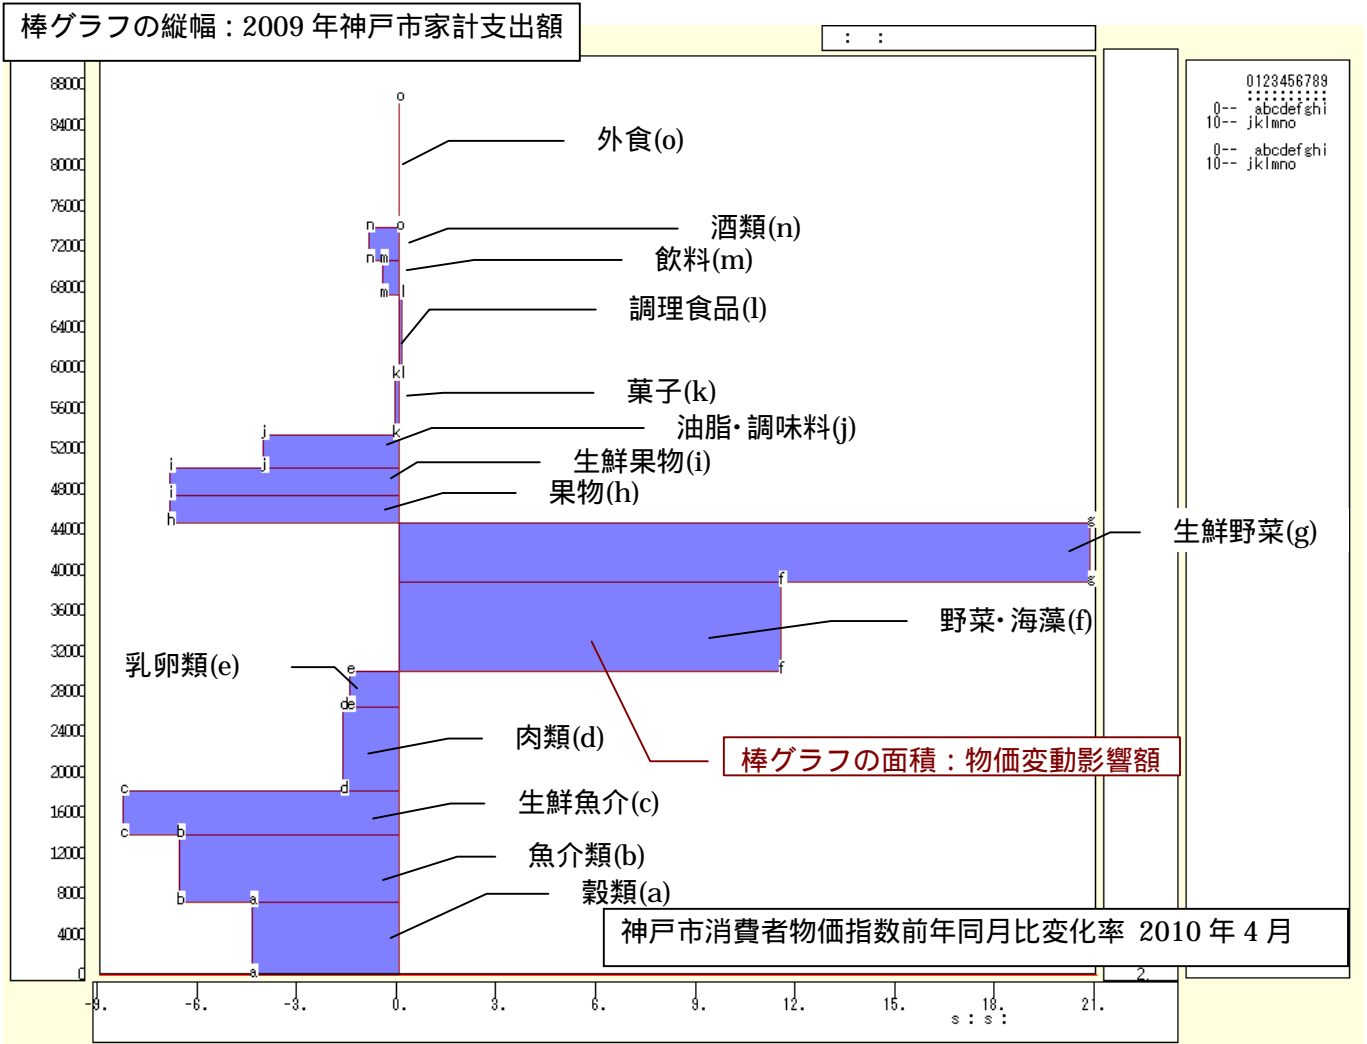 棒グラフの縦幅：2009 年神戸市家計支出額
: :
88000
84000
80000
76000
72000
68000
64000
60000
56000
52000
48000
44000
40000
36000
32000
28000
24000
20000
16000
12000
8000
4000
0
0123456789
::::::::::
0-- abcdefghi
10-- jklmno
0-- abcdefghi
10-- jklmno
o
外食(o)
n o
酒類(n)
n m
飲料(m)
m l
調理食品(l)
kl
菓子(k)
j k
油脂・調味料(j)
i j
生鮮果物(i)
i
果物(h)
h g
生鮮野菜(g)
f g
野菜・海藻(f)
乳卵類(e)
e f
de
肉類(d)
棒グラフの面積：物価変動影響額
c d
生鮮魚介(c)
c b
魚介類(b)
b a
穀類(a)
神戸市消費者物価指数前年同月比変化率 2010 年 4 月
a
2.
-9. -6. -3. 0. 3. 6. 9. 12. 15. 18. 21.
s : s :